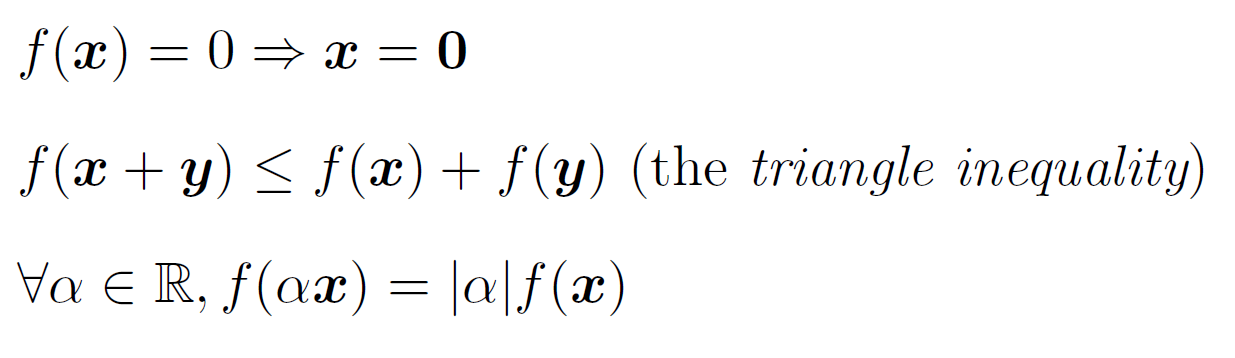 f(x) = 0 ⇒ x = 0
f(x + y) ≤ f(x) + f(y) (the triangle inequality)
∀α ∈ ℝ, f(αx) = |α|f(x)